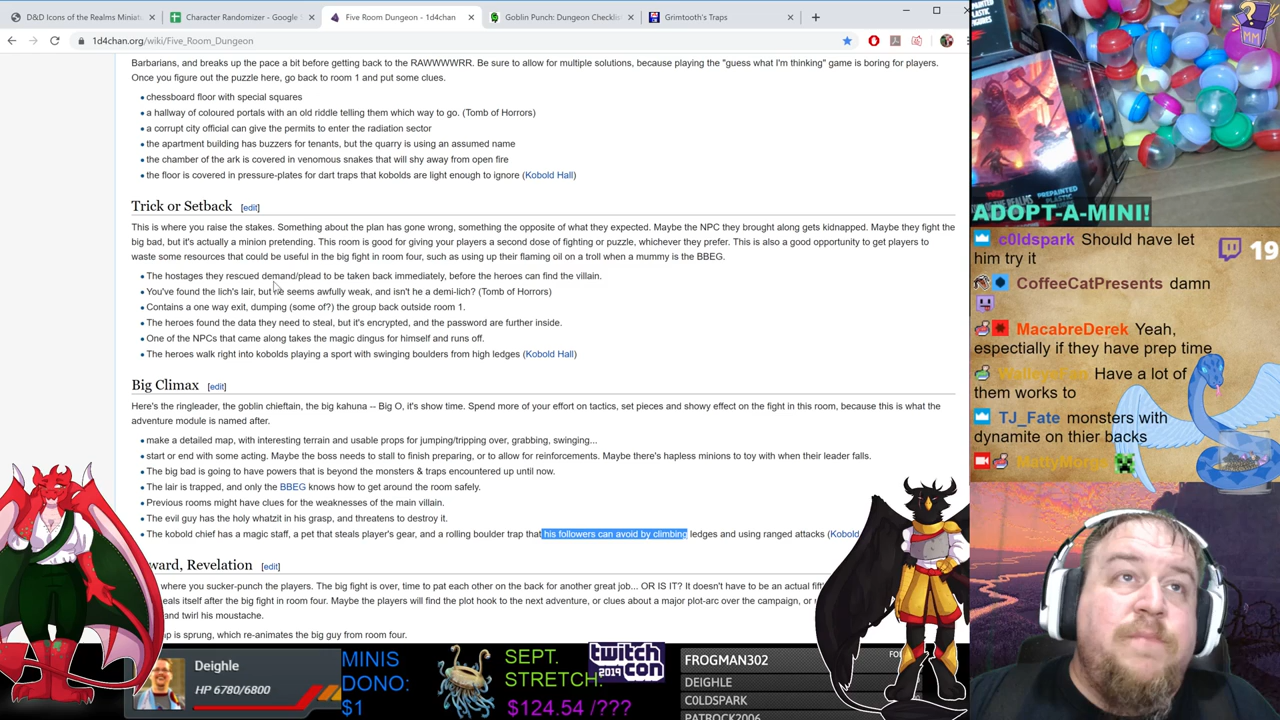 D&D Icons of the Realms Miniat
Character Randomizer - Google
Five Room Dungeon - 1d4chan
Goblin Punch: Dungeon Checklis
Grimtooth's Traps
1d4chan.org/wiki/Five_Room_Dungeon
Barbarians, and breaks up the pace a bit before getting back to the RAWWWWRR. Be sure to allow for multiple solutions, because playing the "guess what I'm thinking" game is boring for players.
Once you figure out the puzzle here, go back to room 1 and put some clues.
chessboard floor with special squares
a hallway of coloured portals with an old riddle telling them which way to go. (Tomb of Horrors)
a corrupt city official can give the permits to enter the radiation sector
the apartment building has buzzers for tenants, but the quarry is using an assumed name
the chamber of the ark is covered in venomous snakes that will shy away from open fire
the floor is covered in pressure-plates for dart traps that kobolds are light enough to ignore (Kobold Hall)
Trick or Setback [edit]
This is where you raise the stakes. Something about the plan has gone wrong, something the opposite of what they expected. Maybe the NPC they brought along gets kidnapped. Maybe they fight the
big bad, but it's actually a minion pretending. This room is good for giving your players a second dose of fighting or puzzle, whichever they prefer. This is also a good opportunity to get players to
waste some resources that could be useful in the big fight in room four, such as using up their flaming oil on a troll when a mummy is the BBEG.
The hostages they rescued demand/plead to be taken back immediately, before the heroes can find the villain.
You've found the lich's lair, but he seems awfully weak, and isn't he a demi-lich? (Tomb of Horrors)
Contains a one way exit, dumping (some of?) the group back outside room 1.
The heroes found the data they need to steal, but it's encrypted, and the password are further inside.
One of the NPCs that came along takes the magic dingus for himself and runs off.
The heroes walk right into kobolds playing a sport with swinging boulders from high ledges (Kobold Hall)
Big Climax [edit]
Here's the ringleader, the goblin chieftain, the big kahuna -- Big O, it's show time. Spend more of your effort on tactics, set pieces and showy effect on the fight in this room, because this is what the
adventure module is named after.
make a detailed map, with interesting terrain and usable props for jumping/tripping over, grabbing, swinging...
start or end with some acting. Maybe the boss needs to stall to finish preparing, or to allow for reinforcements. Maybe there's hapless minions to toy with when their leader falls.
The big bad is going to have powers that is beyond the monsters & traps encountered up until now.
The lair is trapped, and only the BBEG knows how to get around the room safely.
Previous rooms might have clues for the weaknesses of the main villain.
The evil guy has the holy whatzit in his grasp, and threatens to destroy it.
The kobold chief has a magic staff, a pet that steals player's gear, and a rolling boulder trap that his followers can avoid by climbing ledges and using ranged attacks (Kobold
ward, Revelation [edit]
where you sucker-punch the players. The big fight is over, time to pat each other on the back for another great job... OR IS IT? It doesn't have to be an actual
eals itself after the big fight in room four. Maybe the players will find the plot hook to the next adventure, or clues about a major plot-arc over the campaign, or
and twirl his moustache.
p is sprung, which re-animates the big guy from room four.
Deighle
HP 6780/6800
MINIS
DONO:
$1
SEPT.
STRETCH:
$124.54 /???
twitch
con
2019
FROGMAN302
FO
DEIGHLE
C0LDSPARK
PATROCK2006
MM
PREPAINTED
ADOPT-A-MINI!
19
c0ldspark Should have let
him try it
CoffeeCatPresents damn
MacabreDerek Yeah,
especially if they have prep time
Have a lot of
them works to
TJ_Fate monsters with
dynamite on thier backs